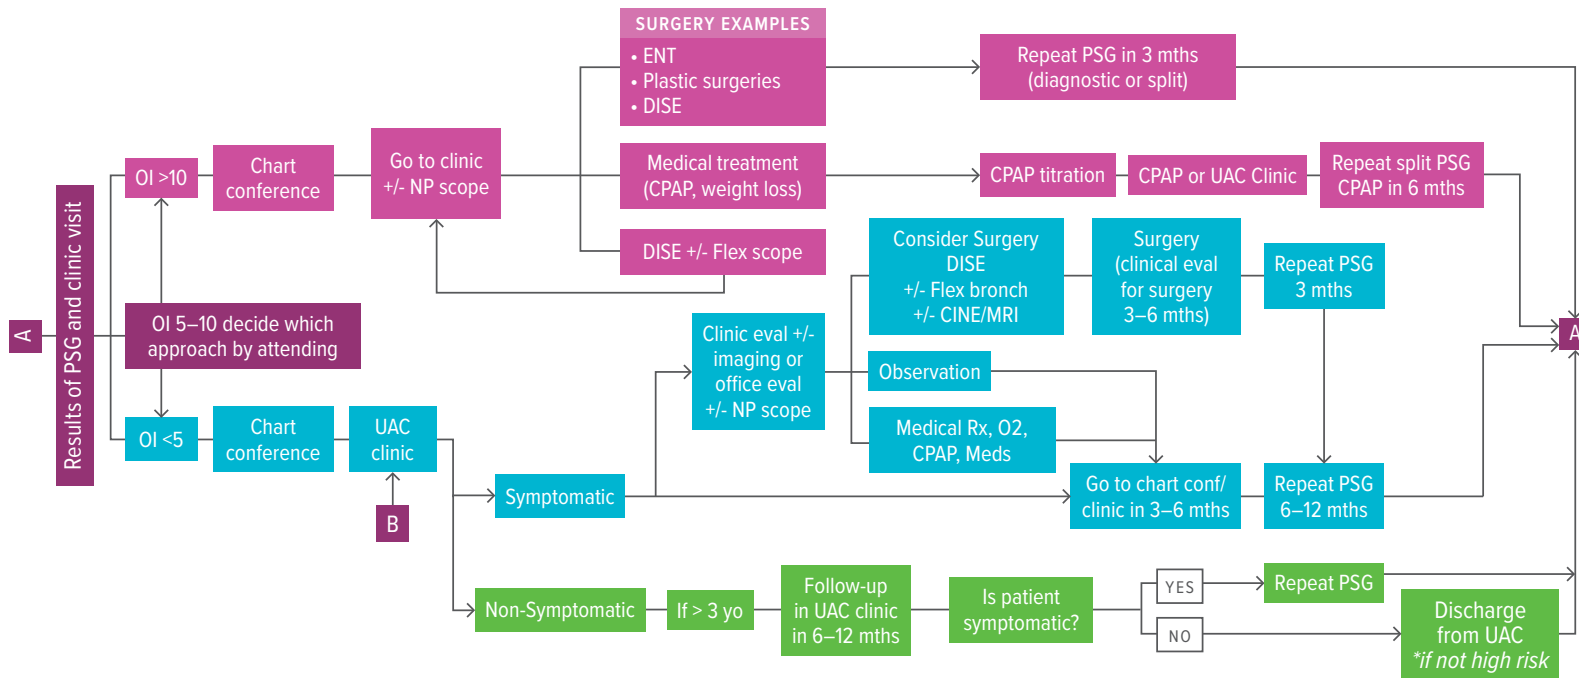 A
Results of PSG and clinic visit
OI >10
Chart
conference
Go to clinic
+/- NP scope
SURGERY EXAMPLES
• ENT
• Plastic surgeries
• DISE
Repeat PSG in 3 mths
(diagnostic or split)
Medical treatment
(CPAP, weight loss)
CPAP titration
CPAP or UAC Clinic
Repeat split PSG
CPAP in 6 mths
DISE +/- Flex scope
OI 5–10 decide which
approach by attending
OI <5
Chart
conference
UAC
clinic
B
Symptomatic
Clinic eval +/-
imaging or
office eval
+/- NP scope
Consider Surgery
DISE
+/- Flex bronch
+/- CINE/MRI
Surgery
(clinical eval
for surgery
3–6 mths)
Repeat PSG
3 mths
Observation
Medical Rx, O2,
CPAP, Meds
Go to chart conf/
clinic in 3–6 mths
Repeat PSG
6–12 mths
A
Non-Symptomatic
If > 3 yo
Follow-up
in UAC clinic
in 6–12 mths
Is patient
symptomatic?
YES
Repeat PSG
NO
Discharge
from UAC
*if not high risk